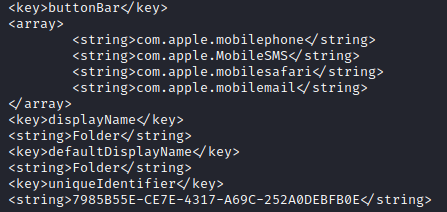 <key>buttonBar</key>
<array>
<string>com.apple.mobilephone</string>
<string>com.apple.MobileSMS</string>
<string>com.apple.mobilesafari</string>
<string>com.apple.mobilemail</string>
</array>
<key>displayName</key>
<string>Folder</string>
<key>defaultDisplayName</key>
<string>Folder</string>
<key>uniqueIdentifier</key>
<string>7985B55E-CE7E-4317-A69C-252A0DEBFB0E</string>